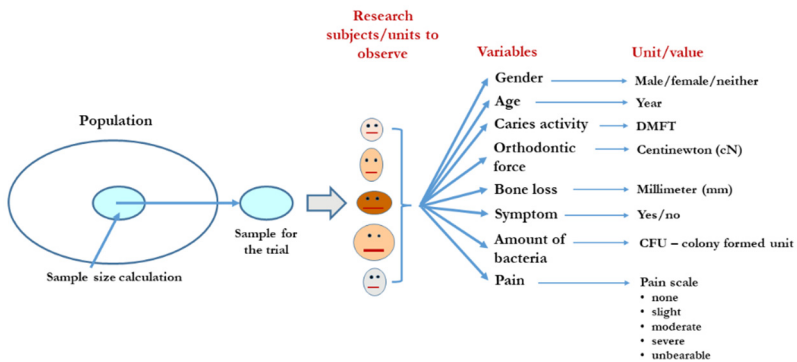 Research
subjects/units to
observe
Variables
Unit/value
Gender
Male/female/neither
Age
Year
Caries activity
DMFT
Orthodontic
force
Centinewton (cN)
Bone loss
Millimeter (mm)
Symptom
Yes/no
Amount of
bacteria
CFU – colony formed unit
Pain
Pain scale
• none
• slight
• moderate
• severe
• unbearable
Population
Sample for
the trial
Sample size calculation